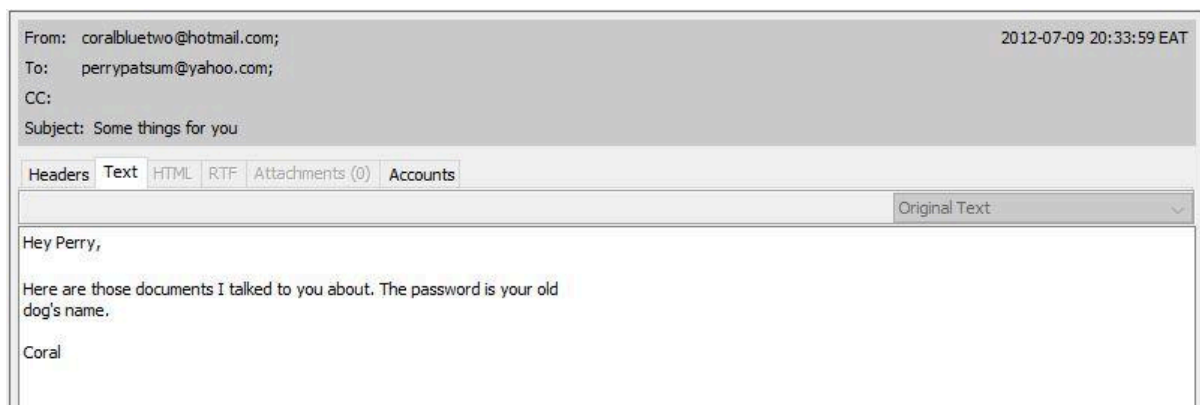 From: coralbluetwo@hotmail.com; 2012-07-09 20:33:59 EAT
To: perrypatsum@yahoo.com;
CC:
Subject: Some things for you
Headers Text HTML RTF Attachments (0) Accounts
Original Text
Hey Perry,
Here are those documents I talked to you about. The password is your old
dog's name.
Coral